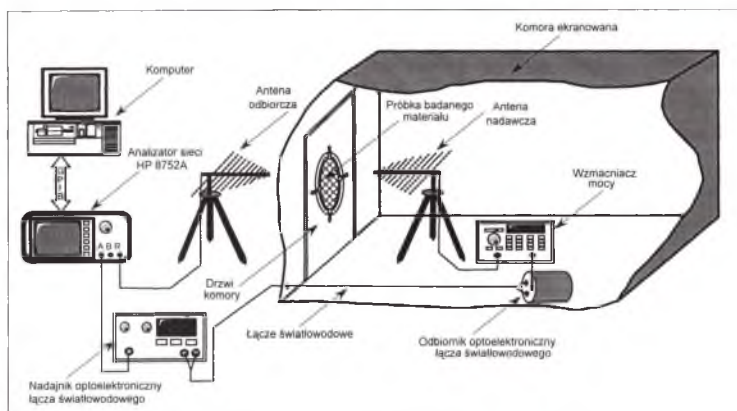 Komora ekranowana
Komputer
Antena
odbiorcza
Próbka badanego
materiału
Antena
nadawcza
Analizator sieci
HP 8752A
GPIB
Wzmacniacz
mocy
A B R
Drzwi
komory
Łącze światłowodowe
Odbiornik optoelektroniczny
łącza światłowodowego
Nadajnik optoelektroniczny
łącza światłowodowego